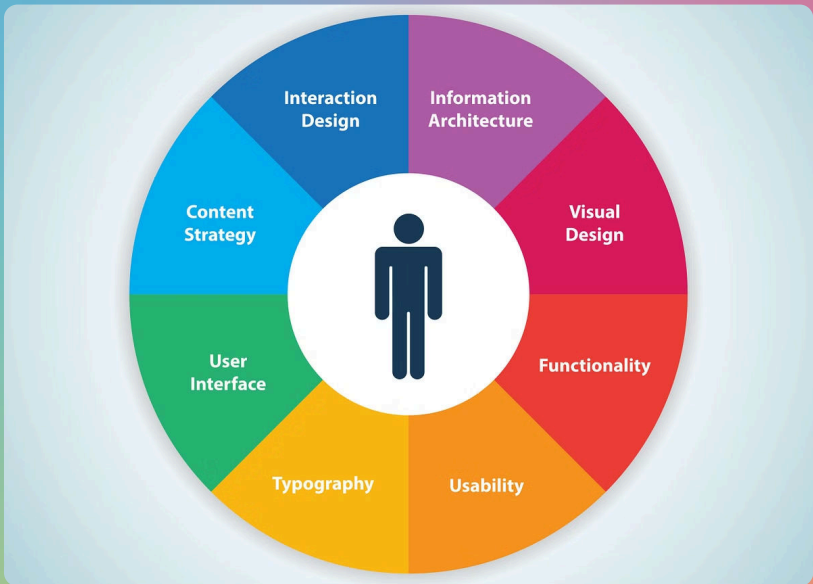 Interaction
Design
Information
Architecture
Visual
Design
Functionality
Usability
Typography
User
Interface
Content
Strategy